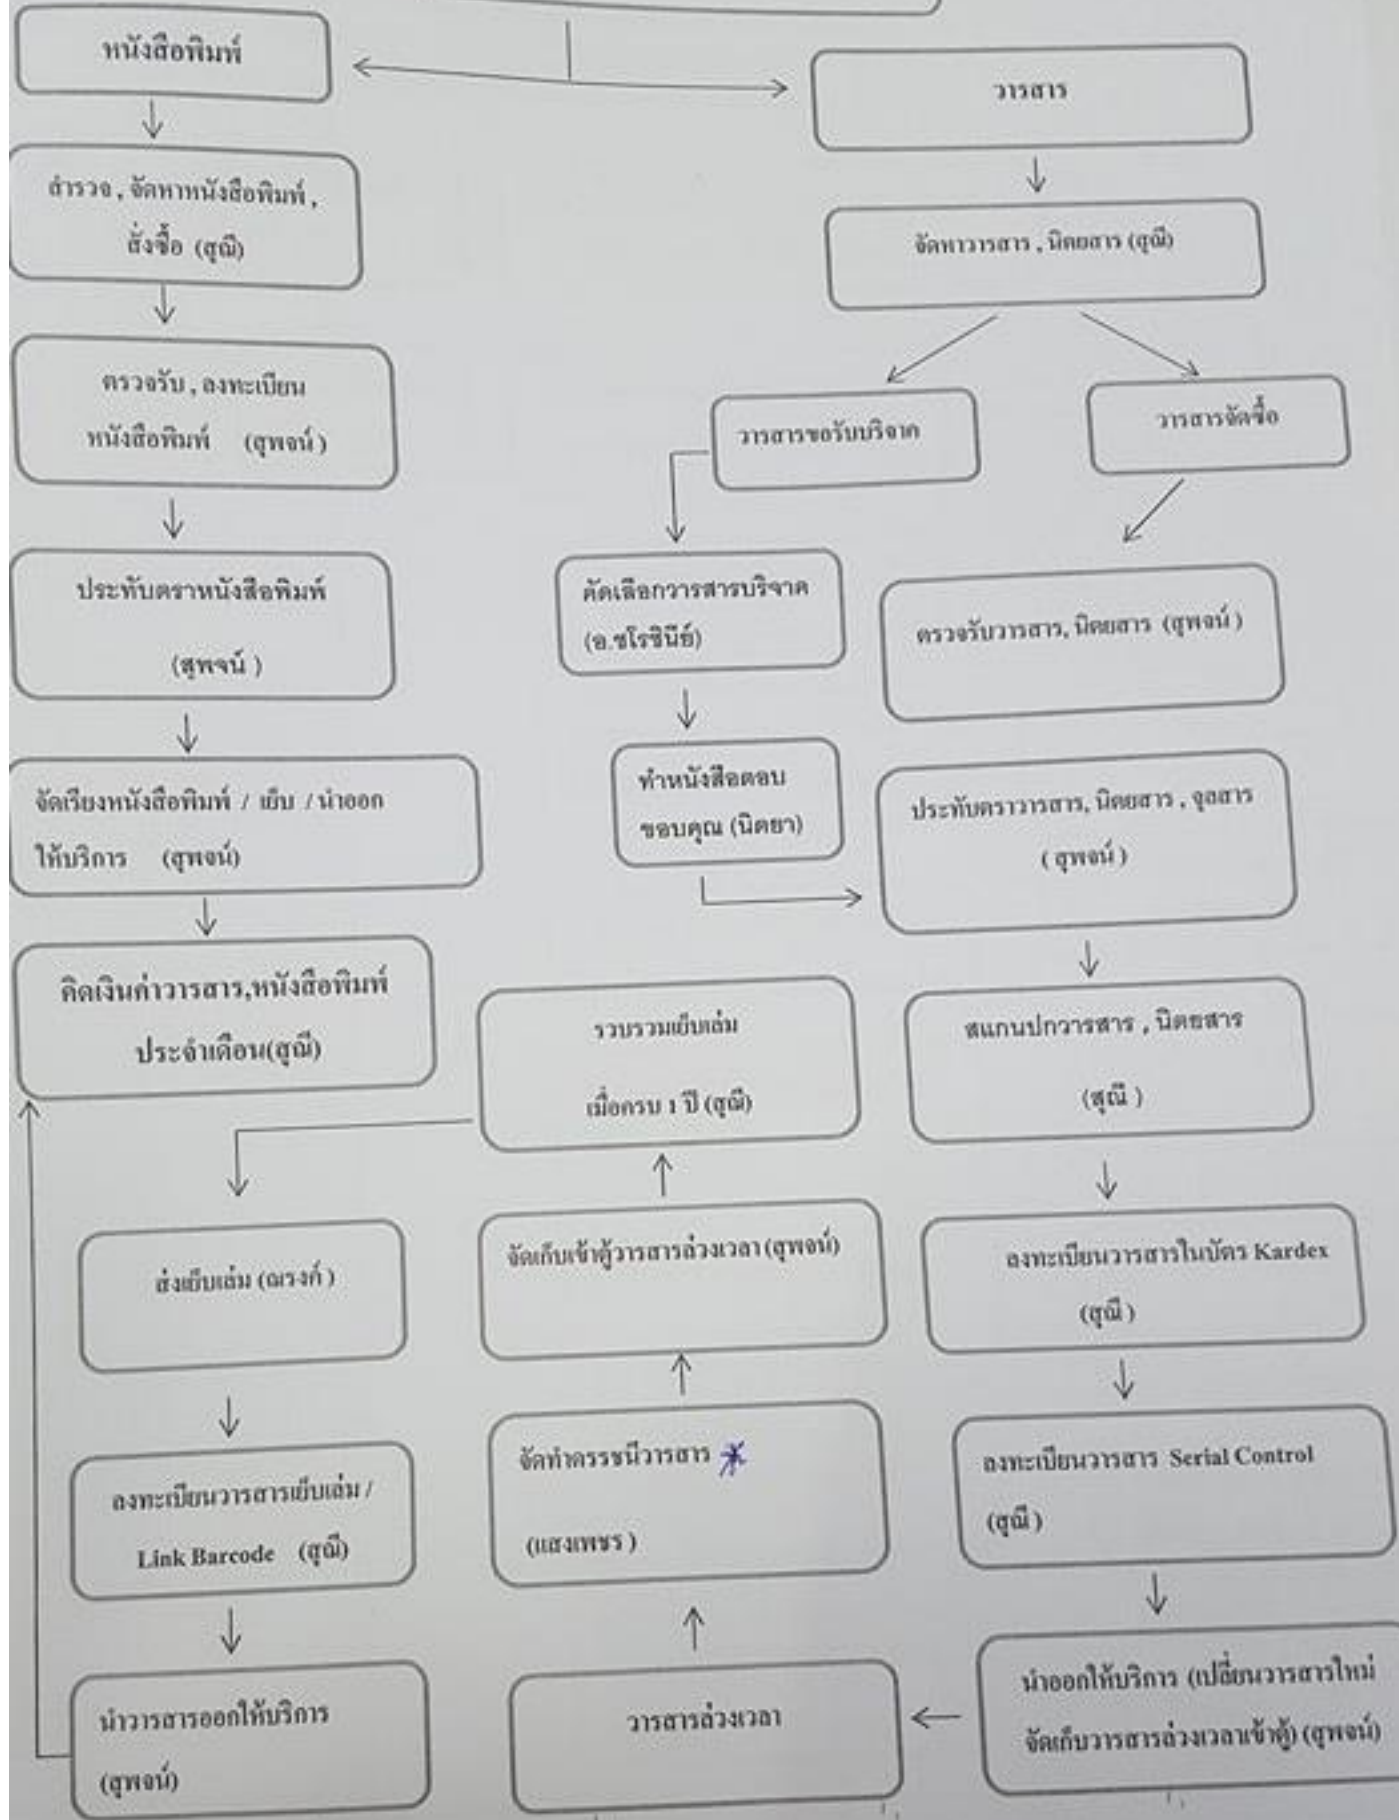 หนังสือพิมพ์
วารสาร
สำรวจ , จัดหาหนังสือพิมพ์ ,
สั่งซื้อ (สุณี)
จัดหาวารสาร , นิตยสาร (สุณี)
ตรวจรับ , ลงทะเบียน
หนังสือพิมพ์ (สุพจน์ )
วารสารขอรับบริจาค
วารสารจัดซื้อ
ประทับตราหนังสือพิมพ์
(สุพจน์ )
คัดเลือกวารสารบริจาค
(อ.ชโรชินีย์)
ตรวจรับวารสาร, นิตยสาร (สุพจน์ )
จัดเรียงหนังสือพิมพ์ / เย็บ / นำออก
ให้บริการ (สุพจน์)
ทำหนังสือตอบ
ขอบคุณ (นิตยา)
ประทับตราวารสาร, นิตยสาร , จุลสาร
( สุพจน์ )
คิดเงินค่าวารสาร,หนังสือพิมพ์
ประจำเดือน(สุณี)
รวบรวมเย็บเล่ม
เมื่อครบ 1 ปี (สุณี)
สแกนปกวารสาร , นิตยสาร
(สุณี )
ส่งเย็บเล่ม (ณรงค์ )
จัดเก็บเข้าตู้วารสารล่วงเวลา (สุพจน์)
ลงทะเบียนวารสารในบัตร Kardex
(สุณี )
ลงทะเบียนวารสารเย็บเล่ม /
Link Barcode (สุณี)
จัดทำดรรชนีวารสาร *
(แสงเพชร )
ลงทะเบียนวารสาร Serial Control
(สุณี )
นำวารสารออกให้บริการ
(สุพจน์)
วารสารล่วงเวลา
นำออกให้บริการ (เปลี่ยนวารสารใหม่
จัดเก็บวารสารล่วงเวลาเข้าตู้) (สุพจน์)